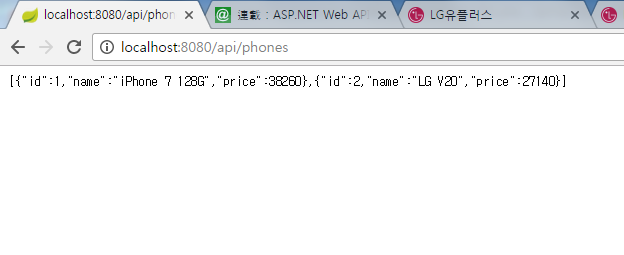 localhost:8080/api/phon
連載 : ASP.NET Web AP
LG유플러스
localhost:8080/api/phones
[{"id":1,"name":"iPhone 7 128G","price":38260},{"id":2,"name":"LG V20","price":27140}]